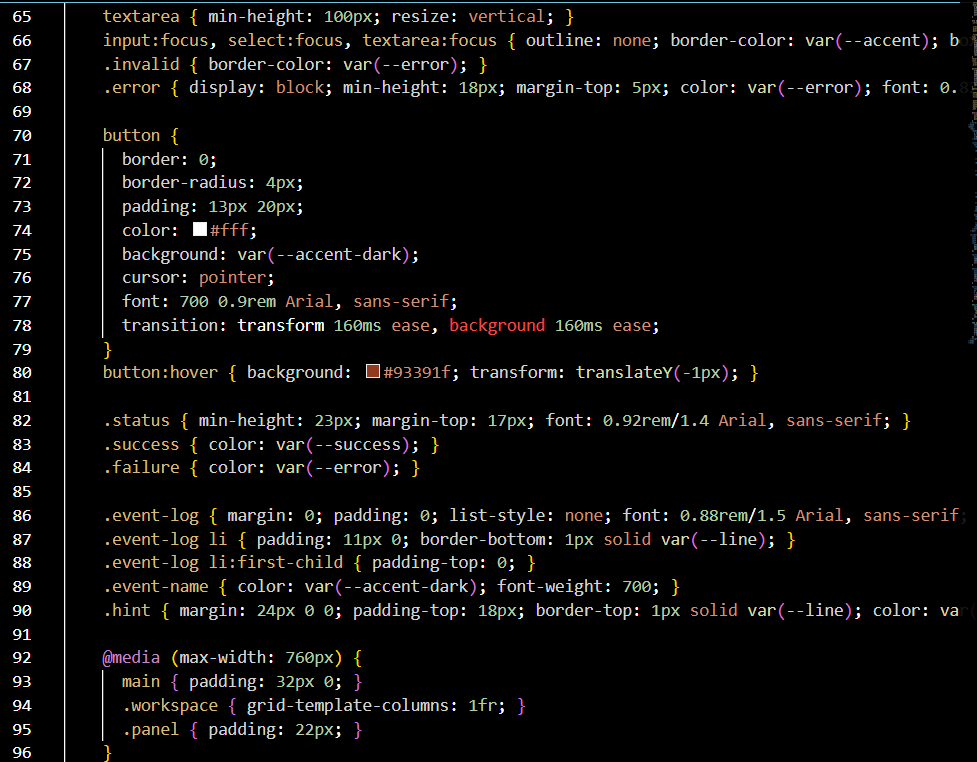 65 textarea { min-height: 100px; resize: vertical; }
66 input:focus, select:focus, textarea:focus { outline: none; border-color: var(--accent);
67 .invalid { border-color: var(--error); }
68 .error { display: block; min-height: 18px; margin-top: 5px; color: var(--error); font: 0.
69
70 button {
71 border: 0;
72 border-radius: 4px;
73 padding: 13px 20px;
74 color: #fff;
75 background: var(--accent-dark);
76 cursor: pointer;
77 font: 700 0.9rem Arial, sans-serif;
78 transition: transform 160ms ease, background 160ms ease;
79 }
80 button:hover { background: #93391f; transform: translateY(-1px); }
81
82 .status { min-height: 23px; margin-top: 17px; font: 0.92rem/1.4 Arial, sans-serif; }
83 .success { color: var(--success); }
84 .failure { color: var(--error); }
85
86 .event-log { margin: 0; padding: 0; list-style: none; font: 0.88rem/1.5 Arial, sans-serif;
87 .event-log li { padding: 11px 0; border-bottom: 1px solid var(--line); }
88 .event-log li:first-child { padding-top: 0; }
89 .event-name { color: var(--accent-dark); font-weight: 700; }
90 .hint { margin: 24px 0 0; padding-top: 18px; border-top: 1px solid var(--line); color: var(
91
92 @media (max-width: 760px) {
93 main { padding: 32px 0; }
94 .workspace { grid-template-columns: 1fr; }
95 .panel { padding: 22px; }
96 }